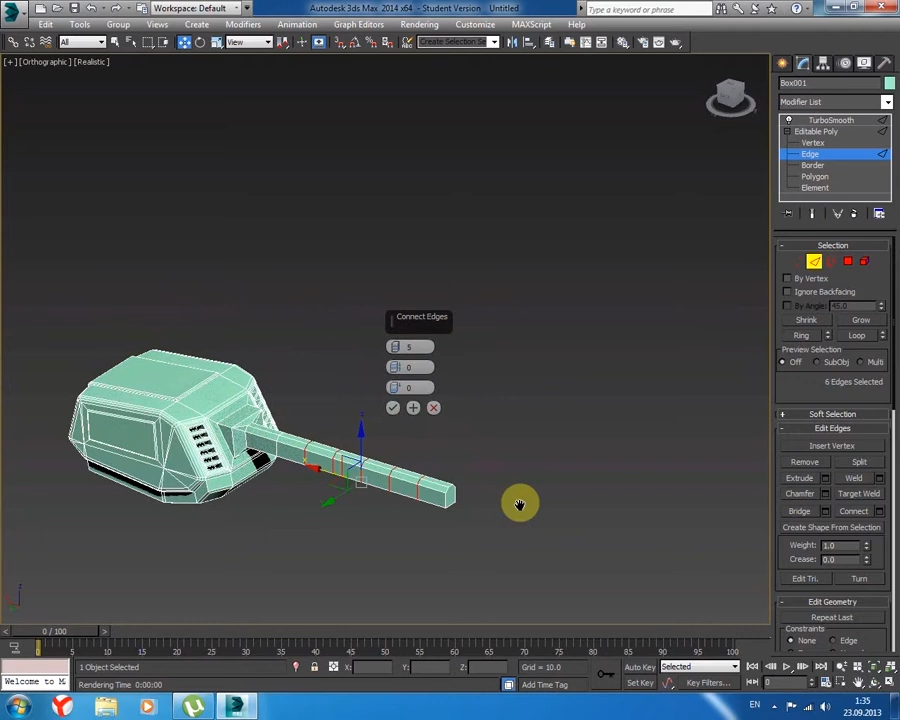 Workspace: Default
Autodesk 3ds Max 2014 x64 - Student Version Untitled
Type a keyword or phrase
Edit Tools Group Views Create Modifiers Animation Graph Editors Rendering Customize MAXScript Help
All View Create Selection Se
[+] [Orthographic] [Realistic]
Box001
Modifier List
TurboSmooth
Editable Poly
Vertex
Edge
Border
Polygon
Element
Selection
By Vertex
Ignore Backfacing
By Angle: 45.0
Shrink Grow
Ring Loop
Preview Selection
Off SubObj Multi
6 Edges Selected
Soft Selection
Edit Edges
Insert Vertex
Remove Split
Extrude Weld
Chamfer Target Weld
Bridge Connect
Create Shape From Selection
Weight: 1.0
Crease: 0.0
Edit Tri. Turn
Edit Geometry
Repeat Last
Constraints
None Edge
Connect Edges
5
0
0
0 / 100
0 5 10 15 20 25 30 35 40 45 50 55 60 65 70 75 80 85 90 95 100
1 Object Selected X: Y: Z: Grid = 10.0 Auto Key Selected
Welcome to M Rendering Time 0:00:00 Add Time Tag Set Key Key Filters... 0
EN 1:35
23.09.2013